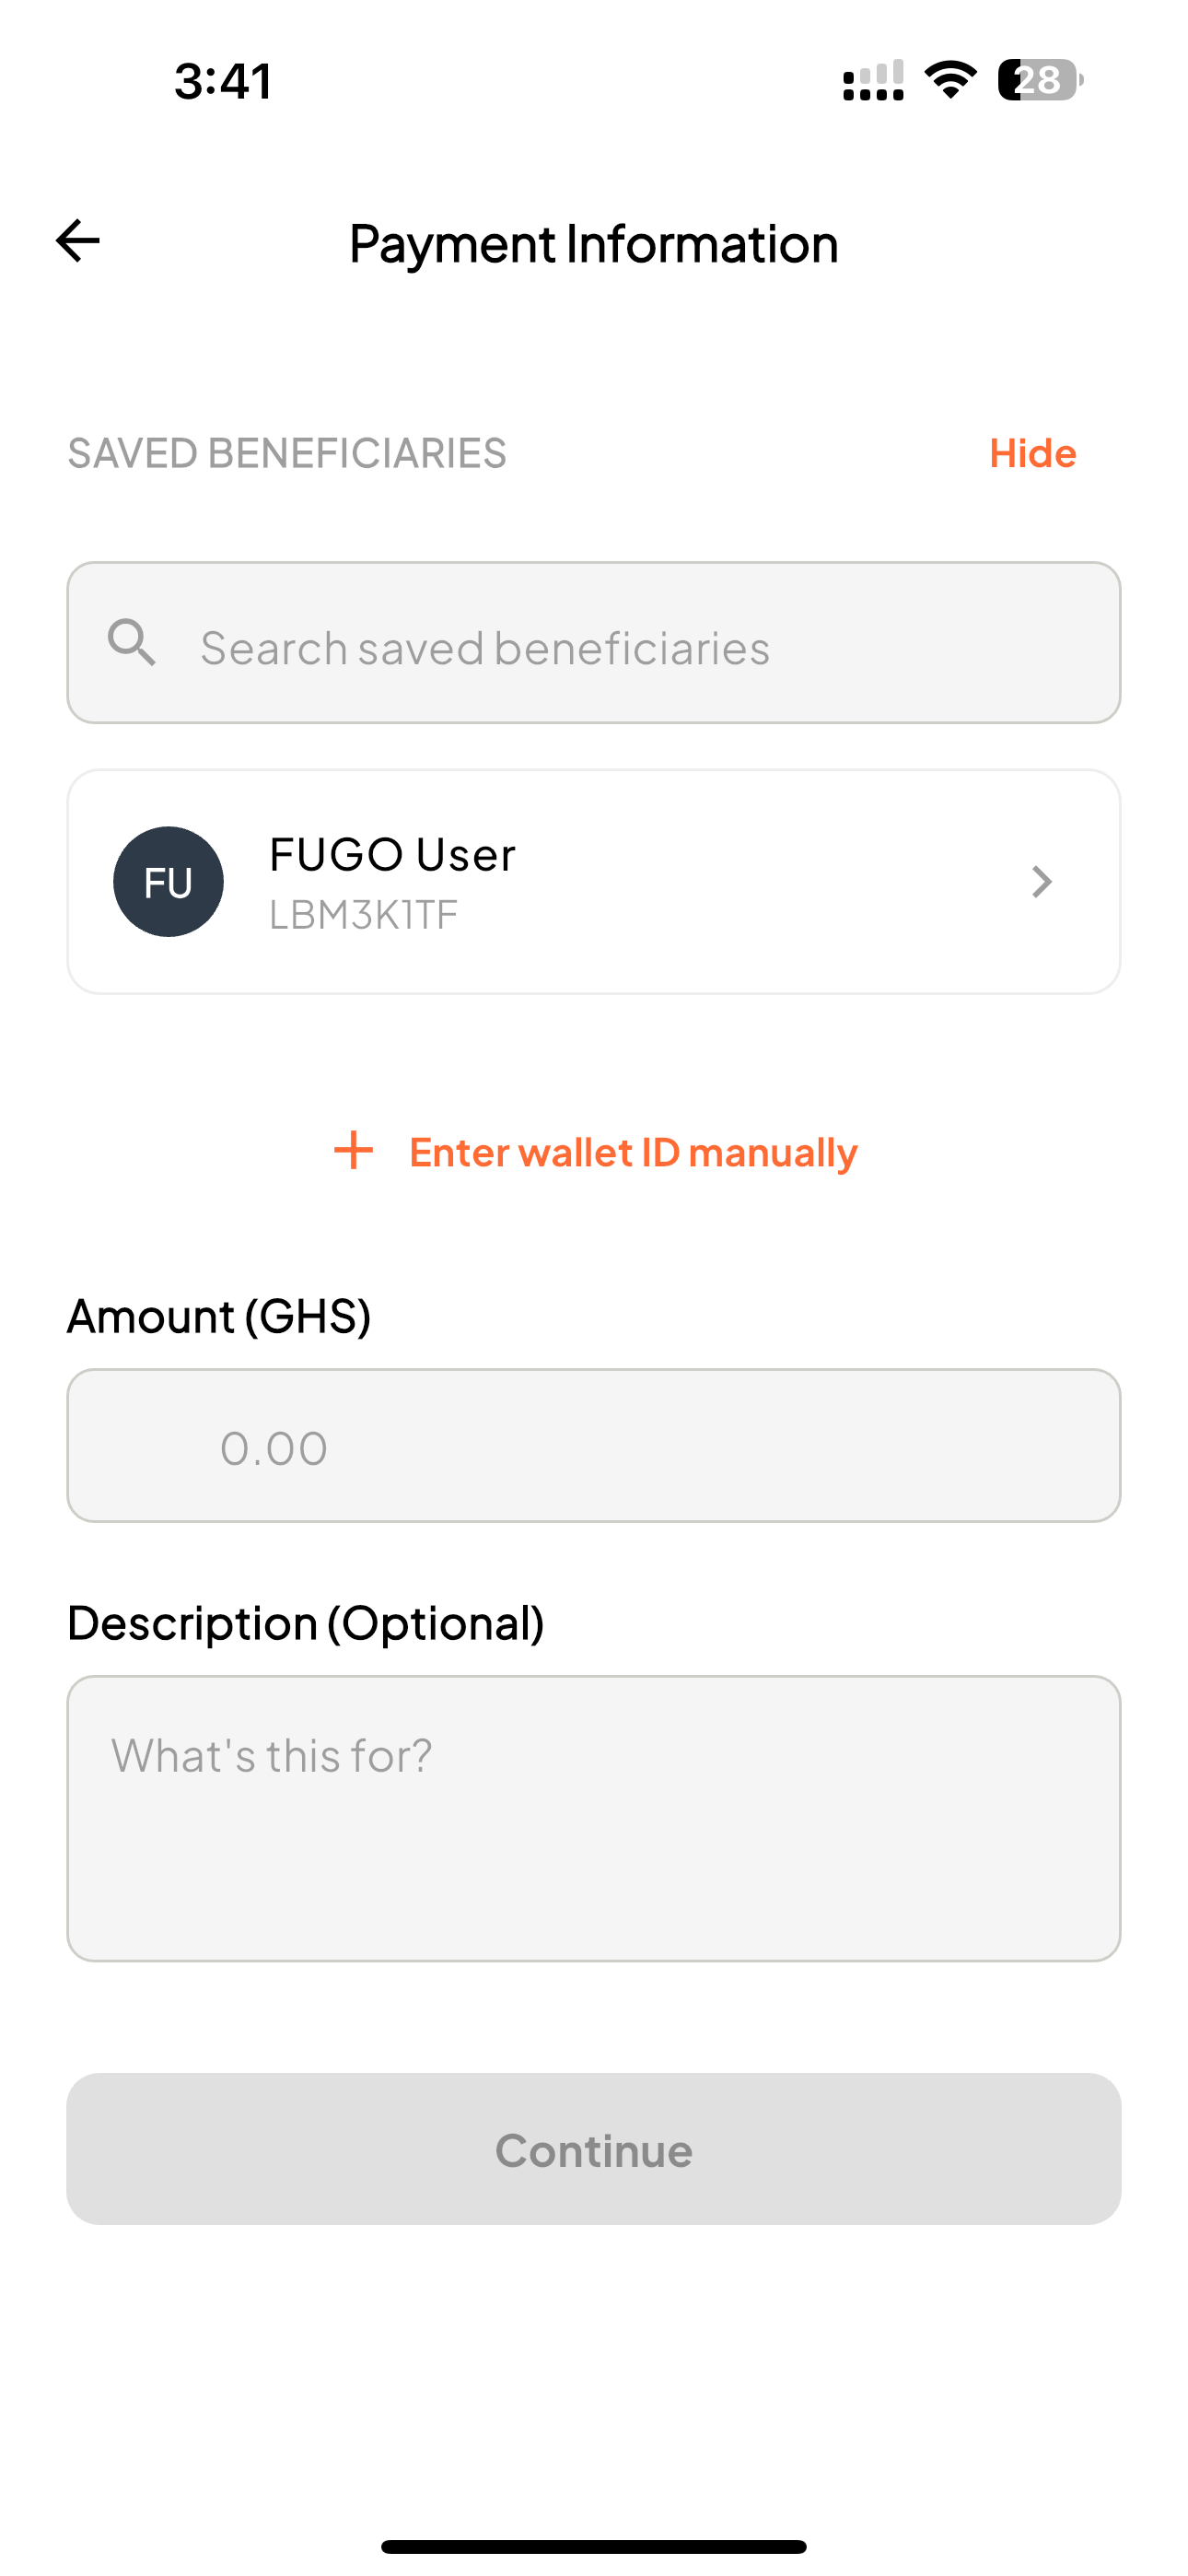 3:41
28
Payment Information
SAVED BENEFICIARIES
Hide
Search saved beneficiaries
FU
FUGO User
LBM3K1TF
Enter wallet ID manually
Amount (GHS)
0.00
Description (Optional)
What's this for?
Continue